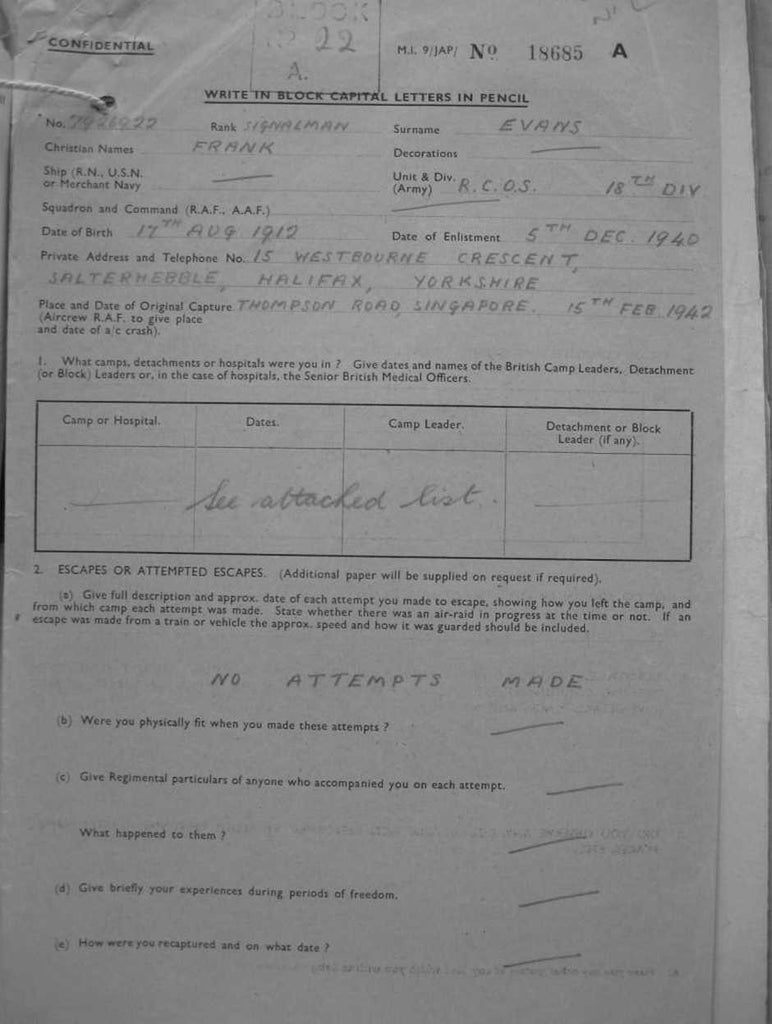 BLOCK
CONFIDENTIAL
22
M.I. 9/JAP/ No 18685 A
A.
WRITE IN BLOCK CAPITAL LETTERS IN PENCIL
No. 7926922 Rank SIGNALMAN Surname EVANS
Christian Names FRANK Decorations
Ship (R.N., U.S.N. or Merchant Navy
Unit & Div. (Army) R.C.O.S. 18TH DIV
Squadron and Command (R.A.F., A.A.F.)
Date of Birth 17TH AUG 1912 Date of Enlistment 5TH DEC. 1940
Private Address and Telephone No. 15 WESTBOURNE CRESCENT,
SALTERHEBBLE, HALIFAX, YORKSHIRE
Place and Date of Original Capture THOMPSON ROAD, SINGAPORE. 15TH FEB. 1942
(Aircrew R.A.F. to give place
and date of a/c crash).
1. What camps, detachments or hospitals were you in ? Give dates and names of the British Camp Leaders, Detachment
(or Block) Leaders or, in the case of hospitals, the Senior British Medical Officers.
Camp or Hospital. Dates. Camp Leader. Detachment or Block
Leader (if any).
See attached list.
2. ESCAPES OR ATTEMPTED ESCAPES. (Additional paper will be supplied on request if required).
(a) Give full description and approx. date of each attempt you made to escape, showing how you left the camp, and
from which camp each attempt was made. State whether there was an air-raid in progress at the time or not. If an
escape was made from a train or vehicle the approx. speed and how it was guarded should be included.
NO ATTEMPTS MADE
(b) Were you physically fit when you made these attempts ?
(c) Give Regimental particulars of anyone who accompanied you on each attempt.
What happened to them ?
(d) Give briefly your experiences during periods of freedom.
(e) How were you recaptured and on what date ?